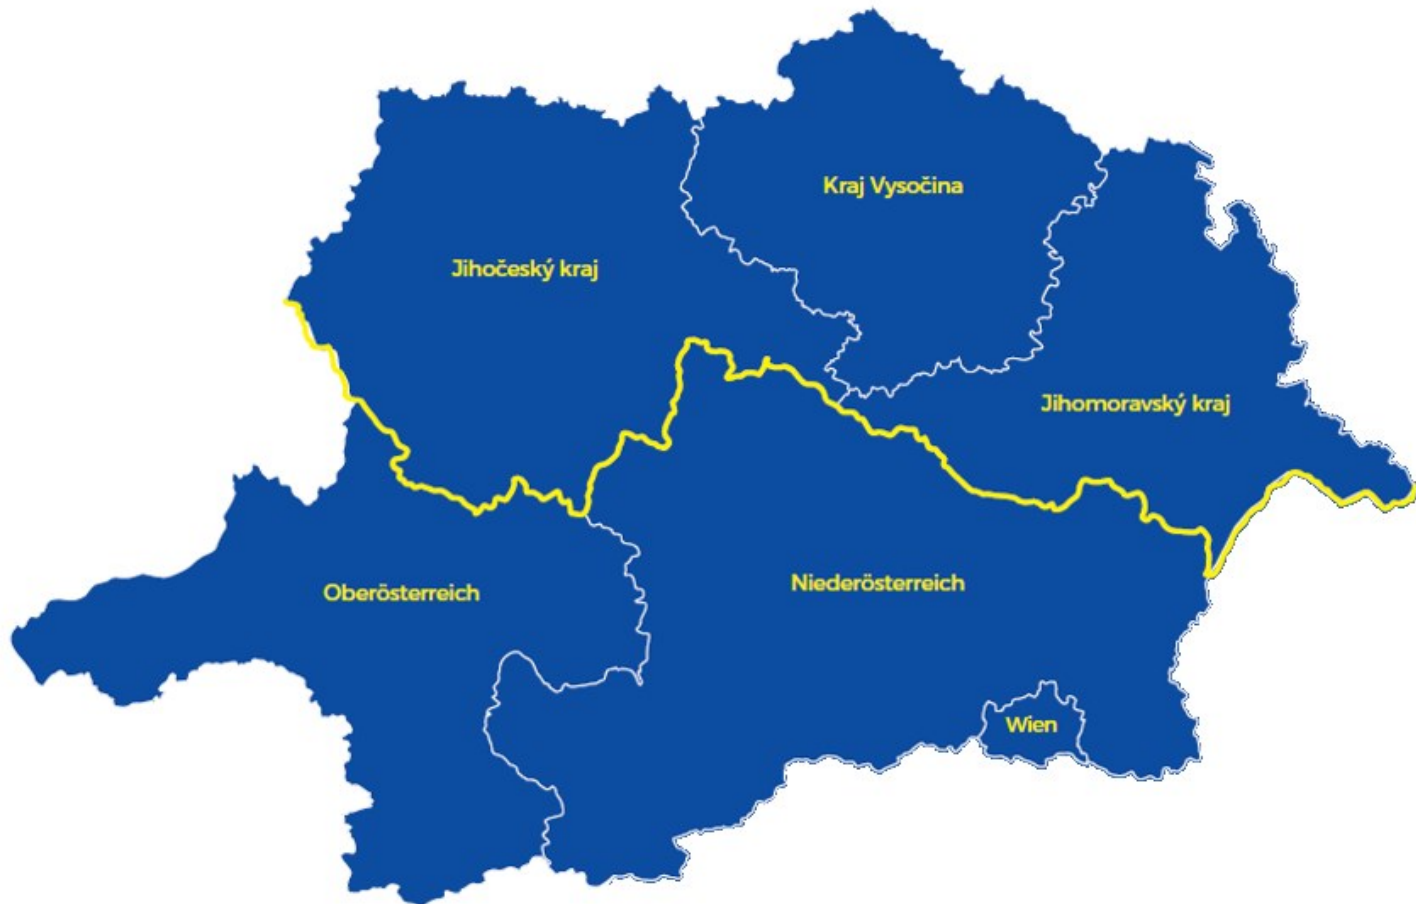 Kraj Vysočina
Jihočeský kraj
Jihomoravský kraj
Oberösterreich
Niederösterreich
Wien